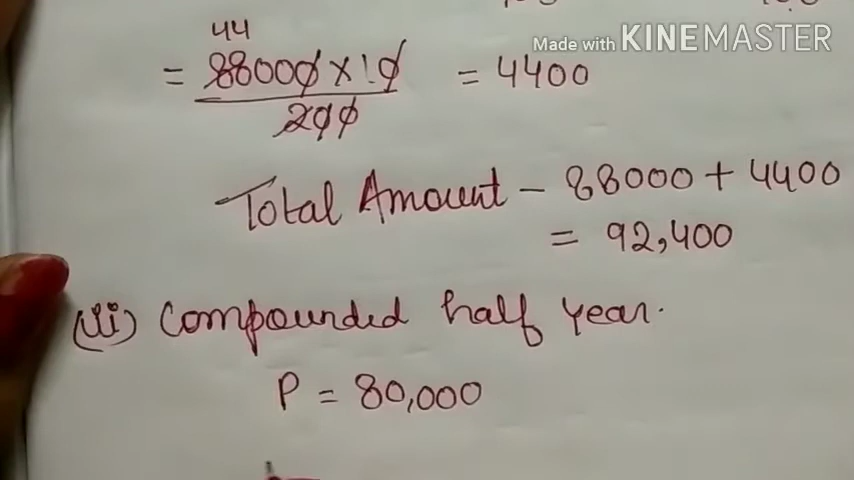 Made with KINEMASTER
44
= 88000 × 10 = 4400
200
Total Amount - 88000 + 4400
= 92,400
(ii) Compounded half year.
P = 80,000